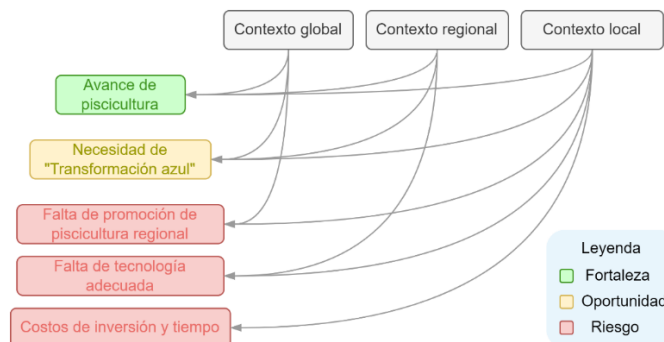 Contexto global
Contexto regional
Contexto local
Avance de
piscicultura
Necesidad de
"Transformación azul"
Falta de promoción de
piscicultura regional
Falta de tecnología
adecuada
Costos de inversión y tiempo
Leyenda
Fortaleza
Oportunidad
Riesgo